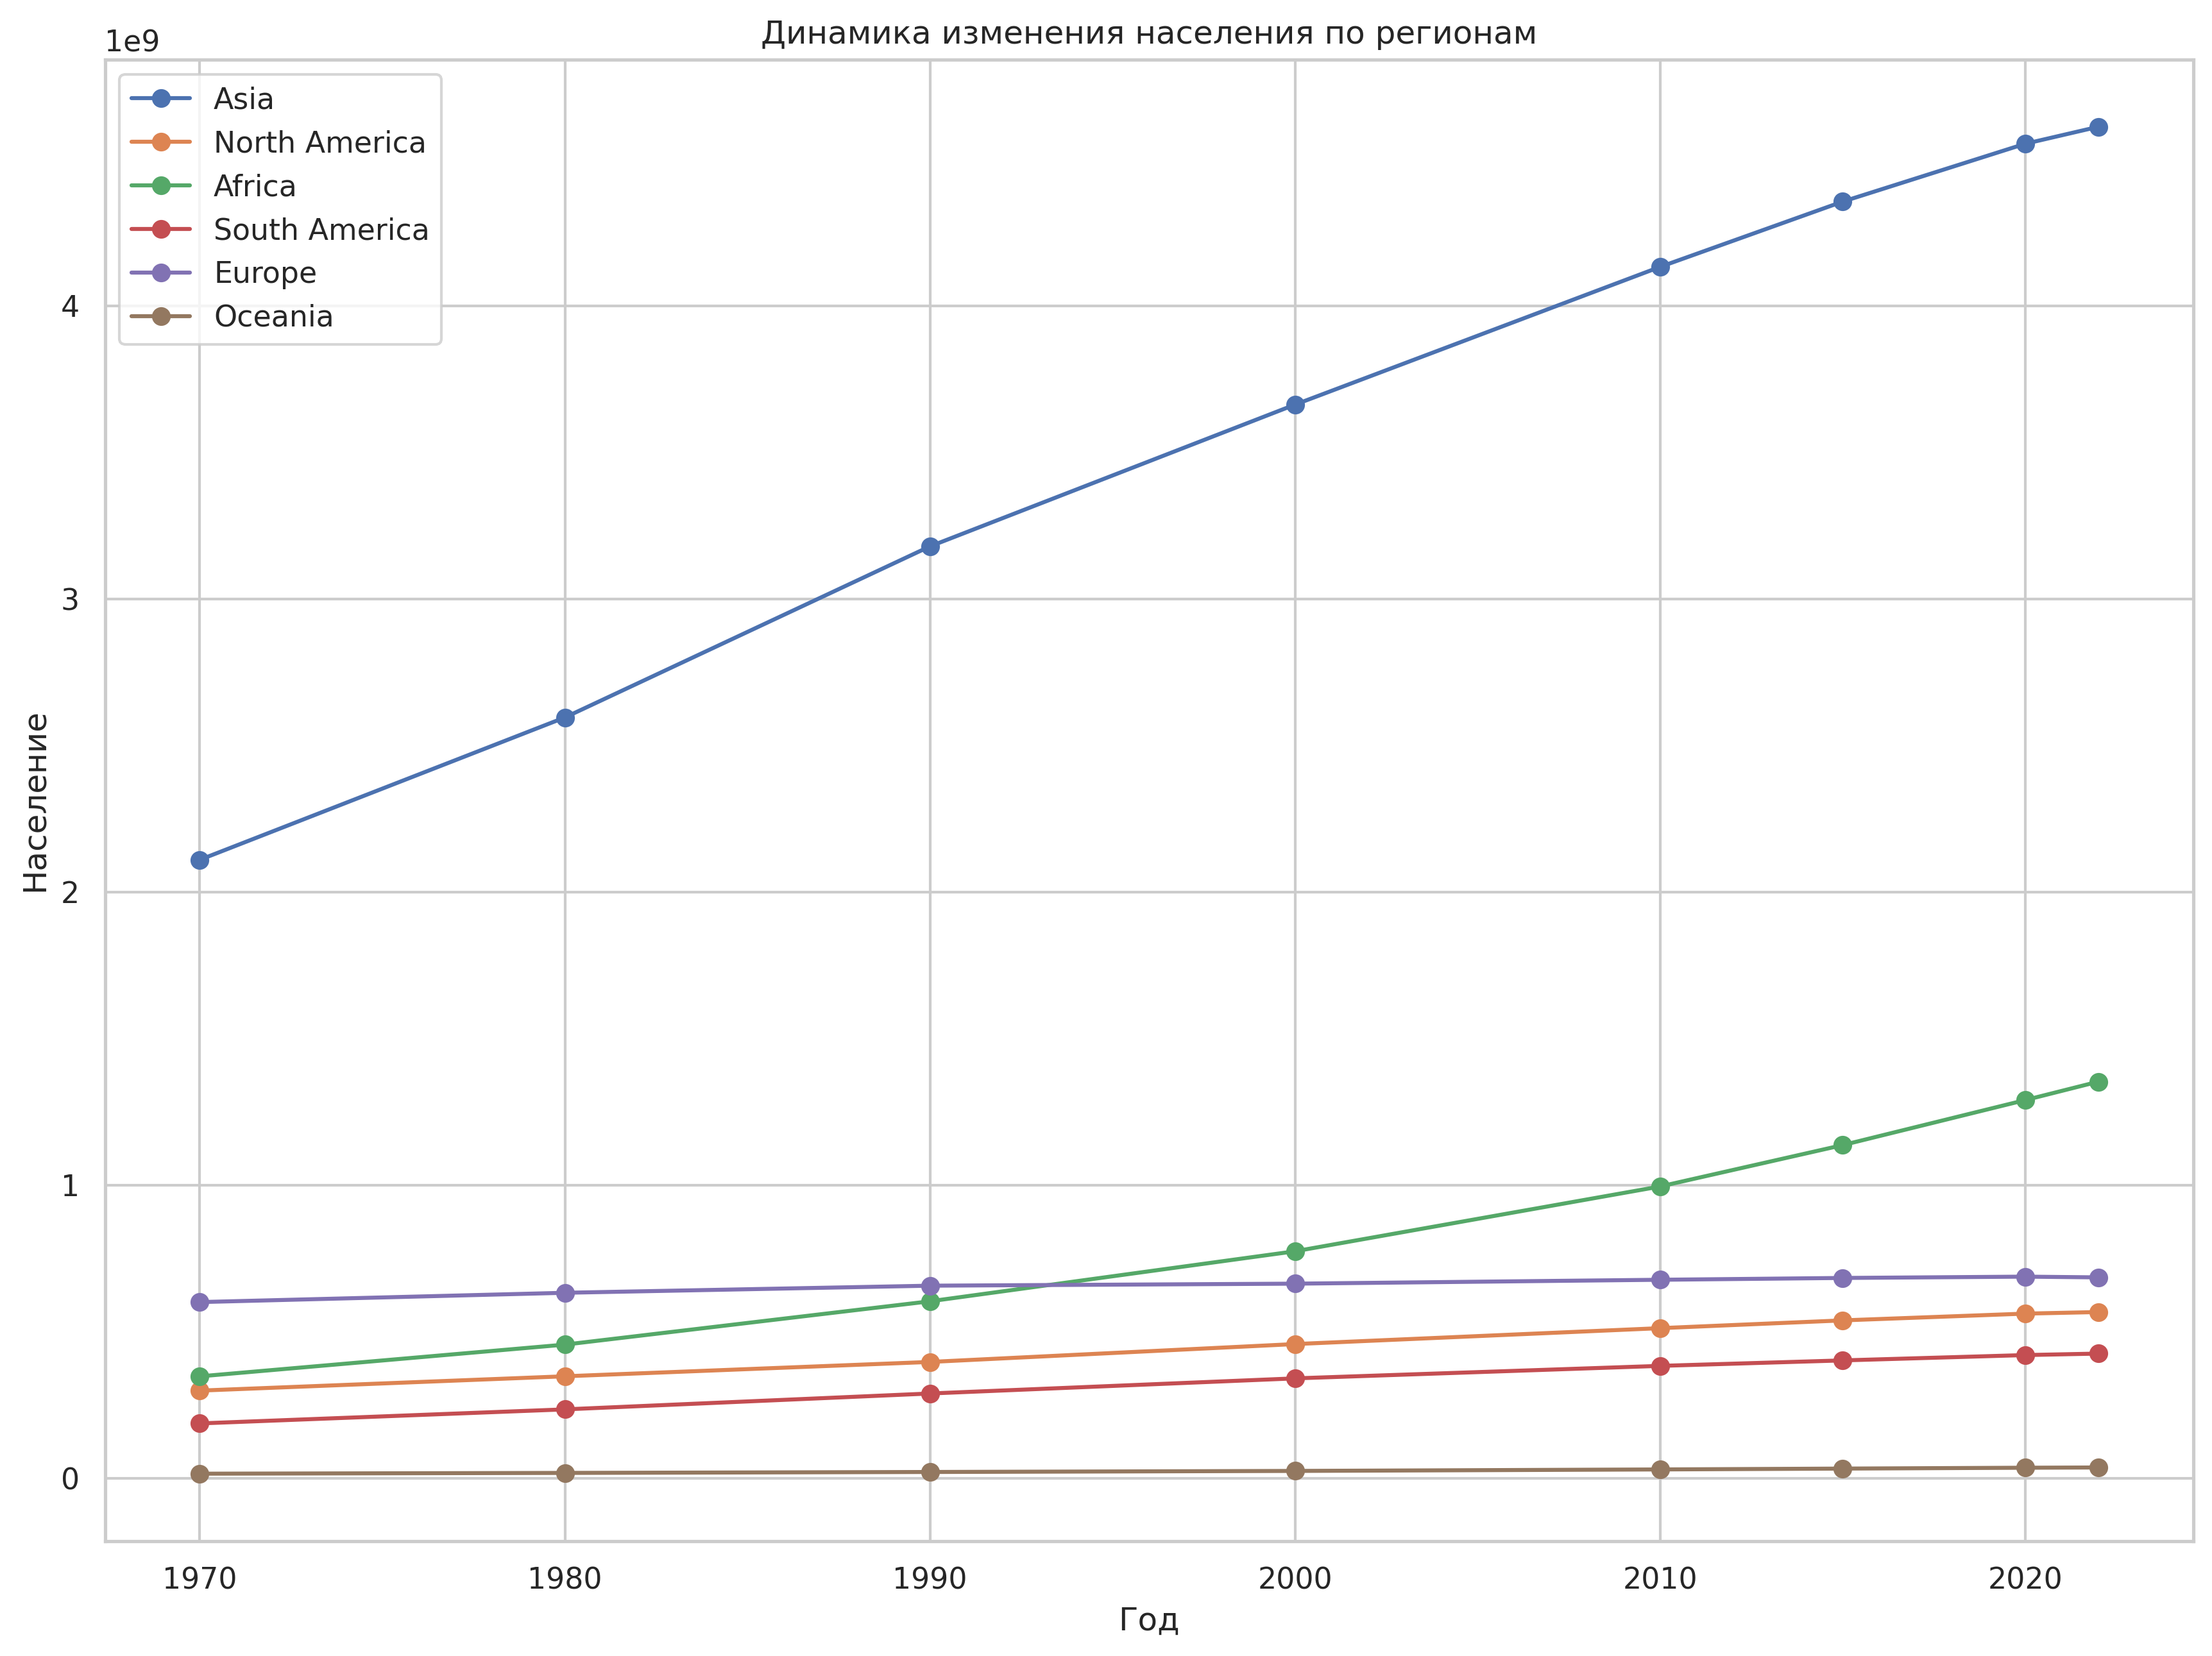 Динамика изменения населения по регионам
1e9
Asia
North America
Africa
South America
Europe
Oceania
4
3
2
1
0
Население
1970 1980 1990 2000 2010 2020
Год